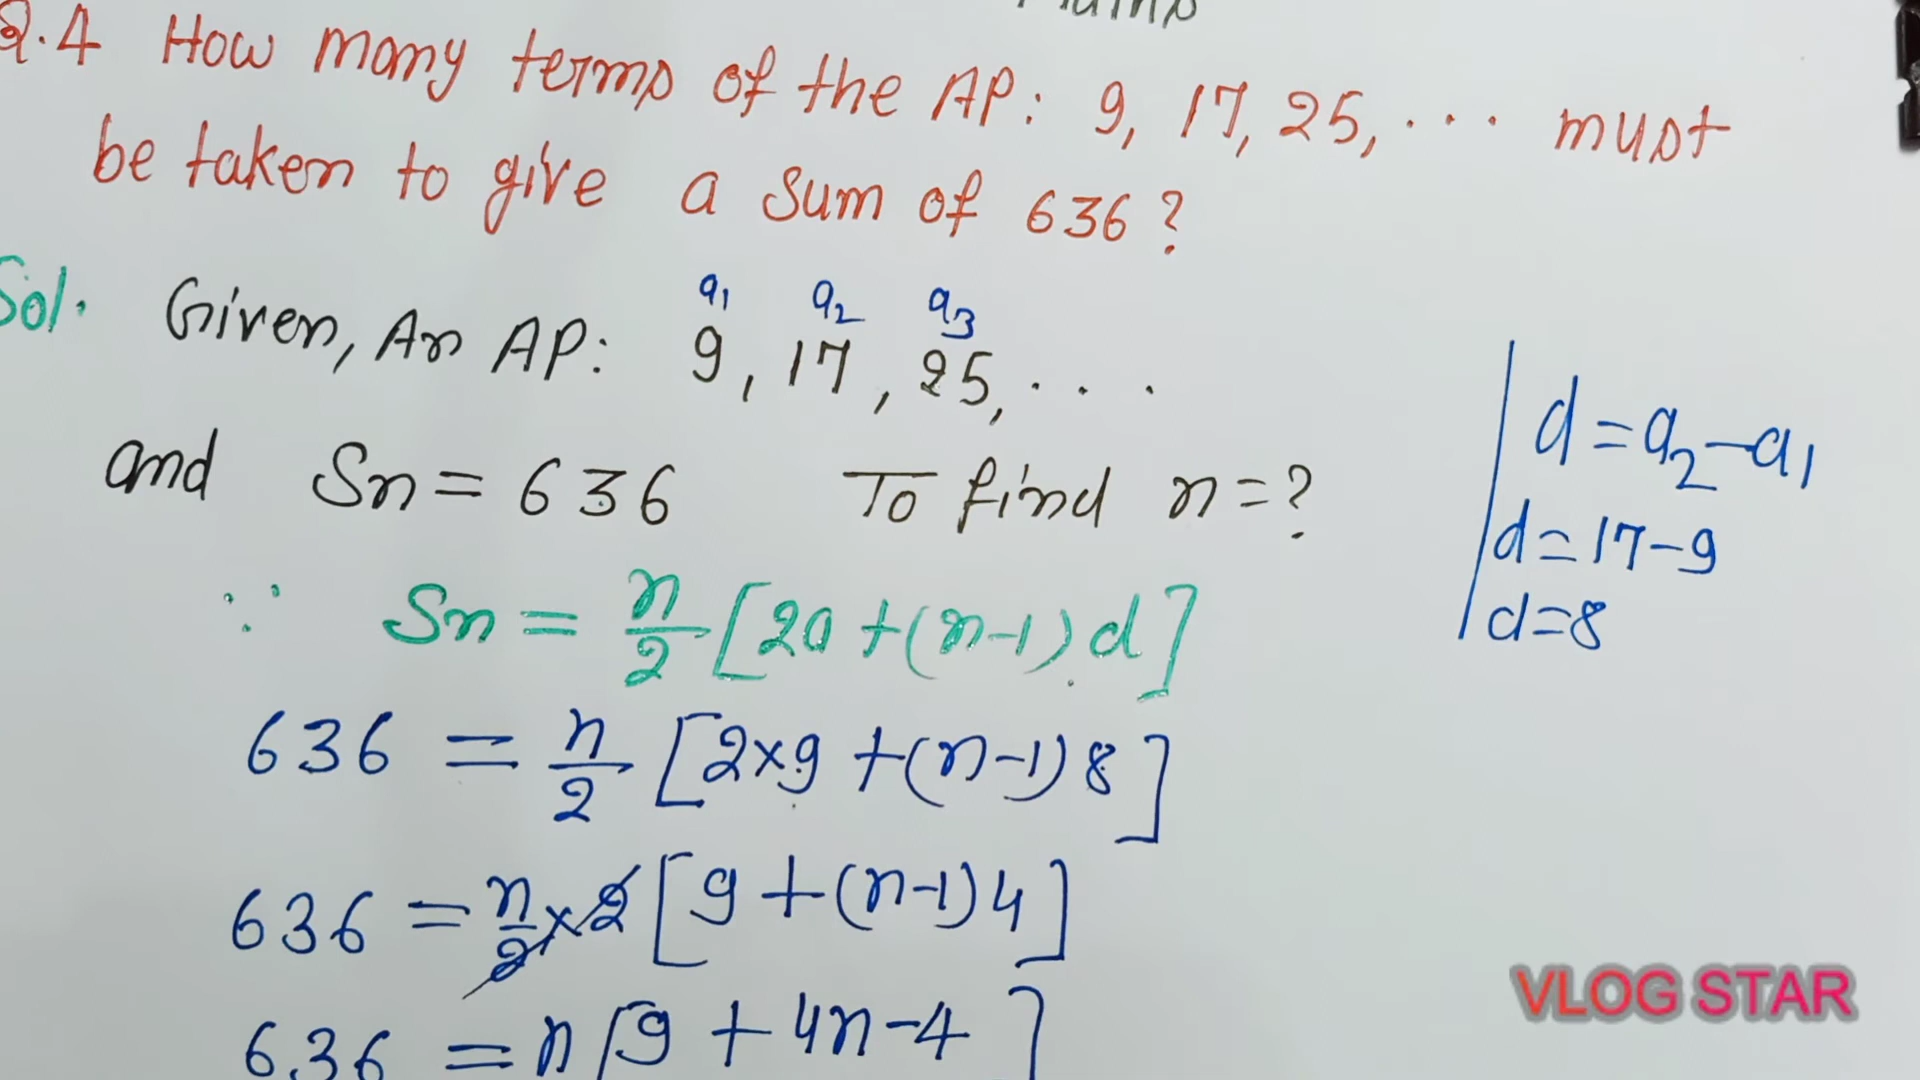 Q.4 How many terms of the AP: 9, 17, 25, ... must
be taken to give a sum of 636?
Sol. Given, An AP: 9, 17, 25, ...
a1 a2 a3
and Sn = 636 To find n = ?
∵ Sn = n/2 [2a + (n-1)d]
636 = n/2 [2×9 + (n-1)8]
636 = n/2 × 2 [9 + (n-1)4]
636 = n [9 + 4n - 4]
d = a2 - a1
d = 17 - 9
d = 8
VLOG STAR